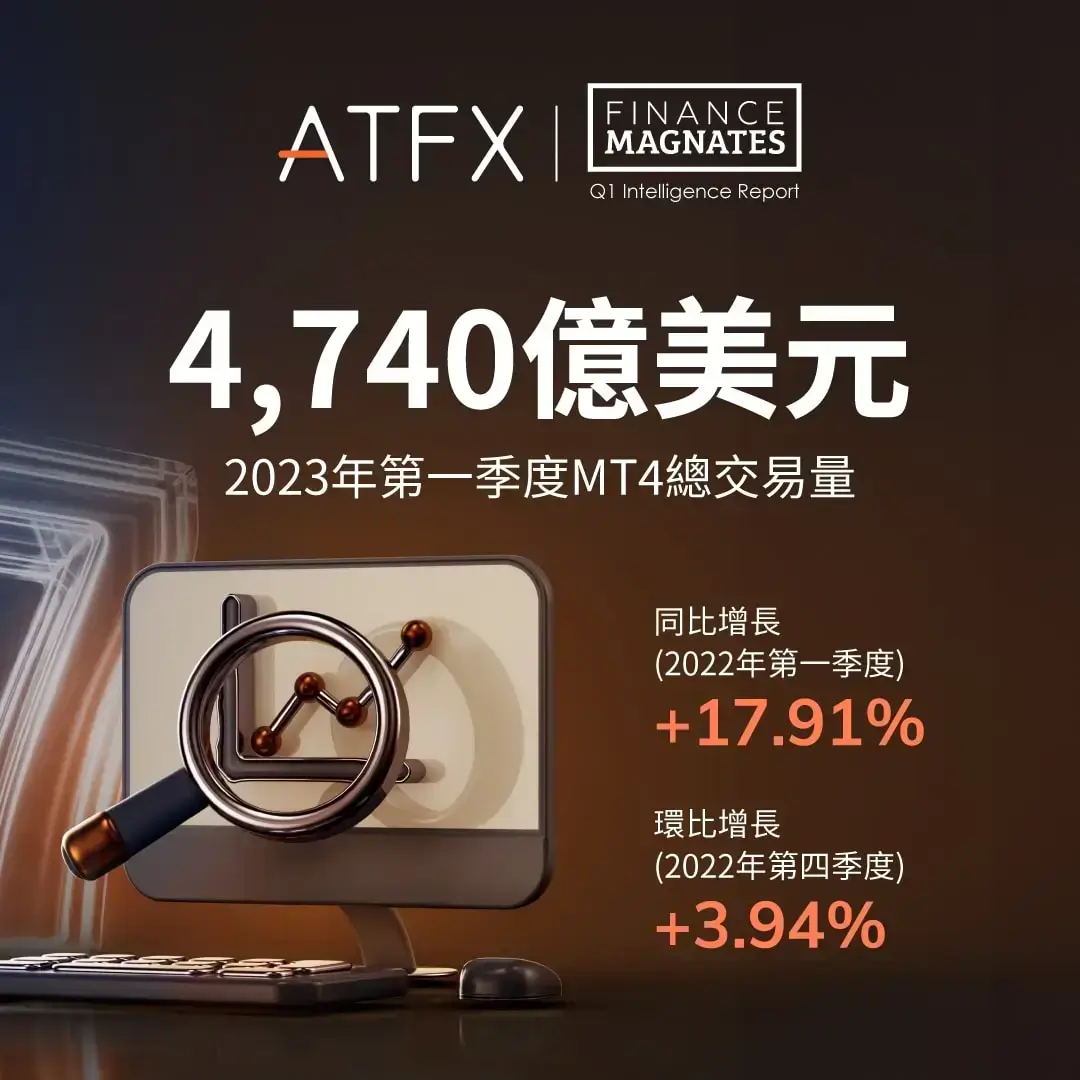 ATFX
FINANCE
MAGNATES
Q1 Intelligence Report
4,740億美元
2023年第一季度MT4總交易量
同比增長
(2022年第一季度)
+17.91%
環比增長
(2022年第四季度)
+3.94%